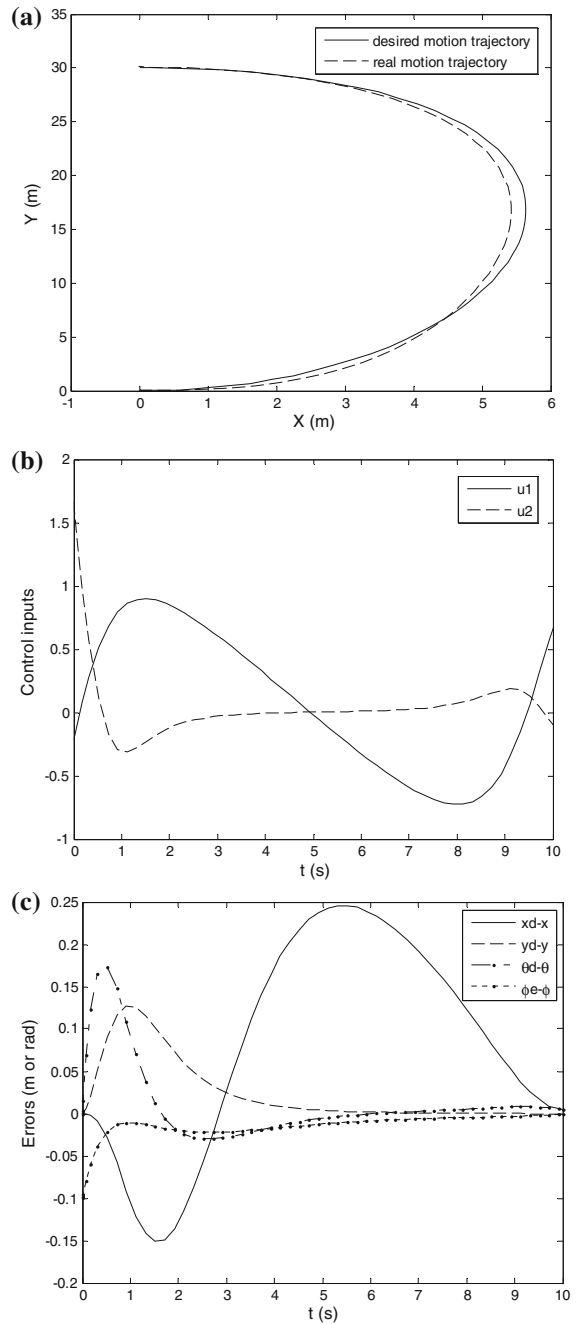 (a)
35
30
25
20
15
10
5
0
Y (m)
desired motion trajectory
real motion trajectory
-1 0 1 2 3 4 5 6
X (m)
(b)
2
1.5
1
0.5
0
-0.5
-1
Control inputs
u1
u2
0 1 2 3 4 5 6 7 8 9 10
t (s)
(c)
0.25
0.2
0.15
0.1
0.05
0
-0.05
-0.1
-0.15
-0.2
Errors (m or rad)
xd-x
yd-y
θd-θ
ϕe-ϕ
0 1 2 3 4 5 6 7 8 9 10
t (s)